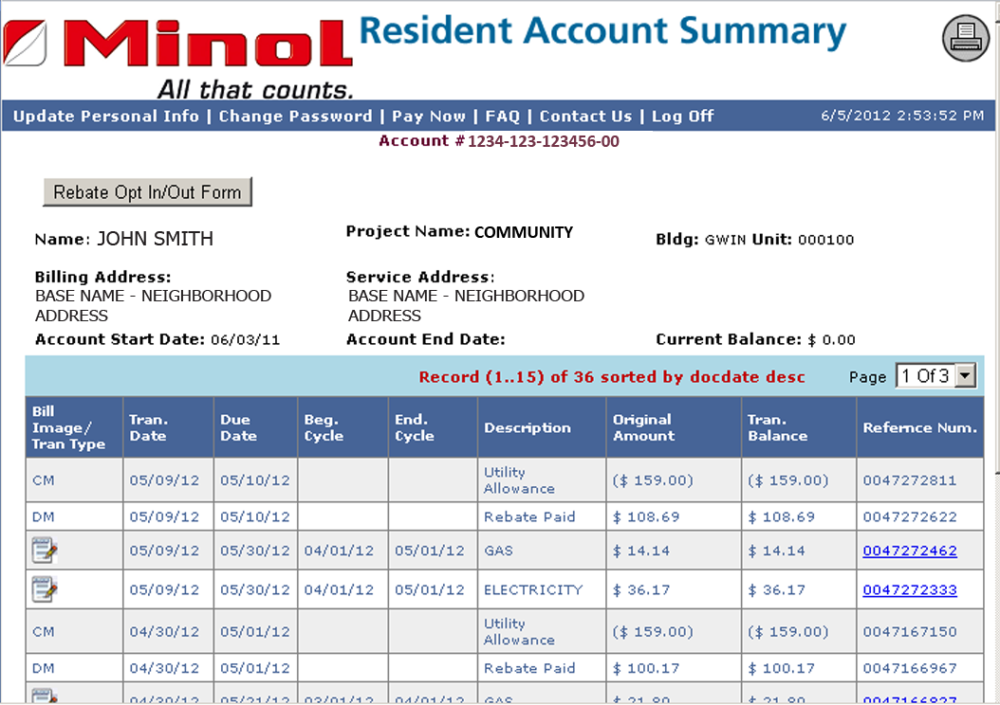 Minol
All that counts.
Resident Account Summary
Update Personal Info | Change Password | Pay Now | FAQ | Contact Us | Log Off 6/5/2012 2:53:52 PM
Account # 1234-123-123456-00
Rebate Opt In/Out Form
Name: JOHN SMITH Project Name: COMMUNITY Bldg: GWIN Unit: 000100
Billing Address: Service Address:
BASE NAME - NEIGHBORHOOD BASE NAME - NEIGHBORHOOD
ADDRESS ADDRESS
Account Start Date: 06/03/11 Account End Date: Current Balance: $ 0.00
Record (1..15) of 36 sorted by docdate desc Page 1 Of 3
Bill Image/ Tran Type Tran. Date Due Date Beg. Cycle End. Cycle Description Original Amount Tran. Balance Refernce Num.
CM 05/09/12 05/10/12 Utility Allowance ($ 159.00) ($ 159.00) 0047272811
DM 05/09/12 05/10/12 Rebate Paid $ 108.69 $ 108.69 0047272622
05/09/12 05/30/12 04/01/12 05/01/12 GAS $ 14.14 $ 14.14 0047272462
05/09/12 05/30/12 04/01/12 05/01/12 ELECTRICITY $ 36.17 $ 36.17 0047272333
CM 04/30/12 05/01/12 Utility Allowance ($ 159.00) ($ 159.00) 0047167150
DM 04/30/12 05/01/12 Rebate Paid $ 100.17 $ 100.17 0047166967
04/30/12 05/21/12 03/01/12 04/01/12 GAS $ 21.80 $ 21.80 0047166827